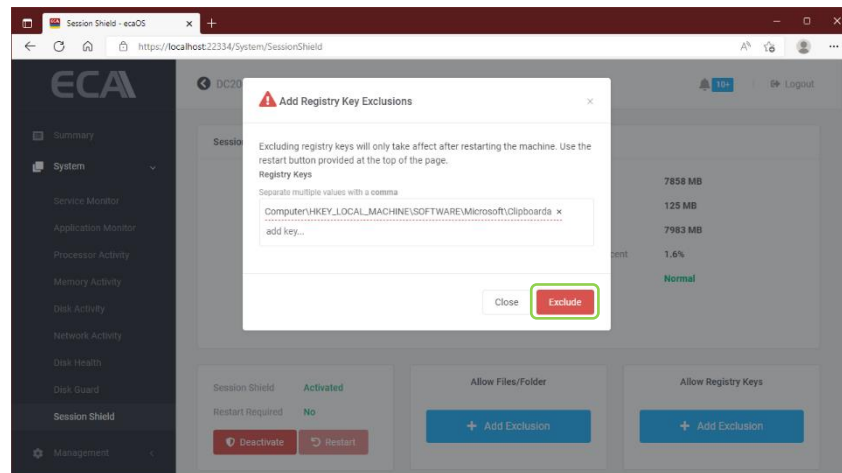 Session Shield - ecaOS
https://localhost:22334/System/SessionShield
ECA
DC20
18+
Logout
Summary
System
Service Monitor
Application Monitor
Processor Activity
Memory Activity
Disk Activity
Network Activity
Disk Health
Disk Guard
Session Shield
Management
Sessio
Add Registry Key Exclusions
Excluding registry keys will only take affect after restarting the machine. Use the
restart button provided at the top of the page.
Registry Keys
Separate multiple values with a comma
Computer\HKEY_LOCAL_MACHINE\SOFTWARE\Microsoft\Clipboarda ×
add key...
Close
Exclude
7858 MB
125 MB
7983 MB
cent 1.6%
Normal
Session Shield Activated
Restart Required No
Deactivate
Restart
Allow Files/Folder
+ Add Exclusion
Allow Registry Keys
+ Add Exclusion